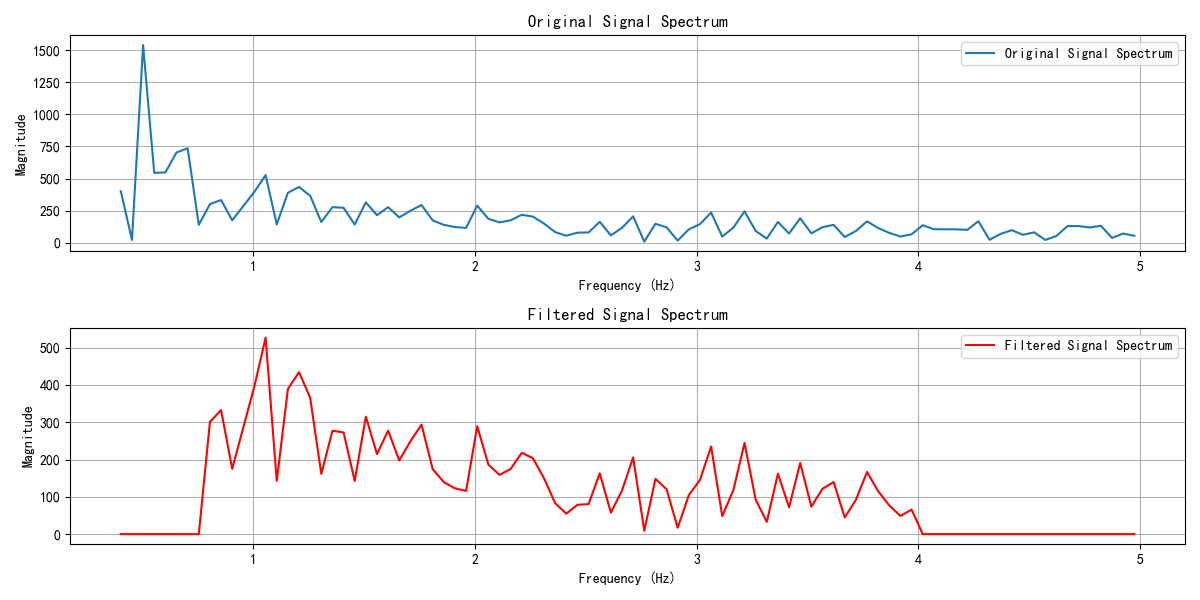 Original Signal Spectrum
1500
1250
1000
750
500
250
0
Magnitude
Original Signal Spectrum
1 2 3 4 5
Frequency (Hz)
Filtered Signal Spectrum
500
400
300
200
100
0
Magnitude
Filtered Signal Spectrum
1 2 3 4 5
Frequency (Hz)